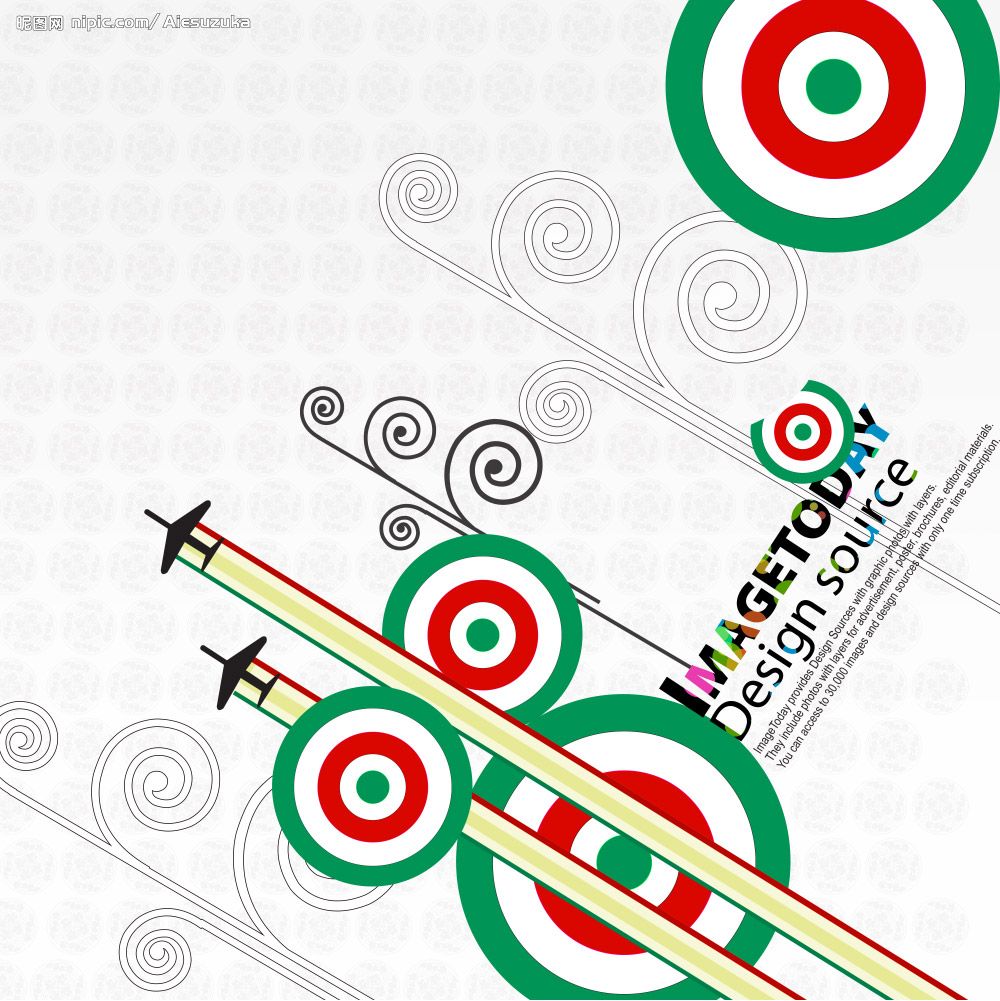 昵图网 nipic.com/Aiesuzuka
IMAGETODAY
Design source
ImageToday provides Design Sources with graphic photos with layers.
They include photos with layers for advertisement, poster, brochures, editorial materials.
You can access to 30,000 images and design sources with only one time subscription.